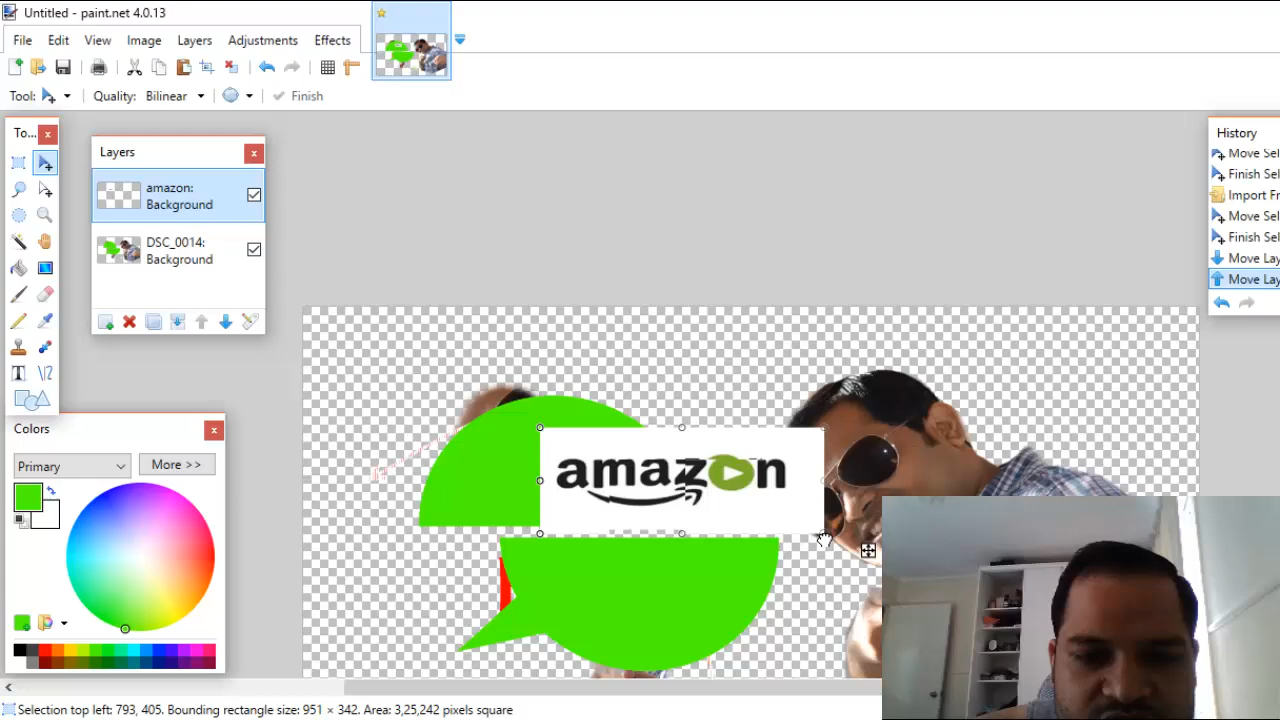 Untitled - paint.net 4.0.13
File Edit View Image Layers Adjustments Effects
Tool: Quality: Bilinear Finish
To...
Layers
amazon:
Background
DSC_0014:
Background
History
Move Sel
Finish Sel
Import Fr
Move Sel
Finish Sel
Move Lay
Move Lay
amazon
Colors
Primary
More >>
Selection top left: 793, 405. Bounding rectangle size: 951 × 342. Area: 3,25,242 pixels square